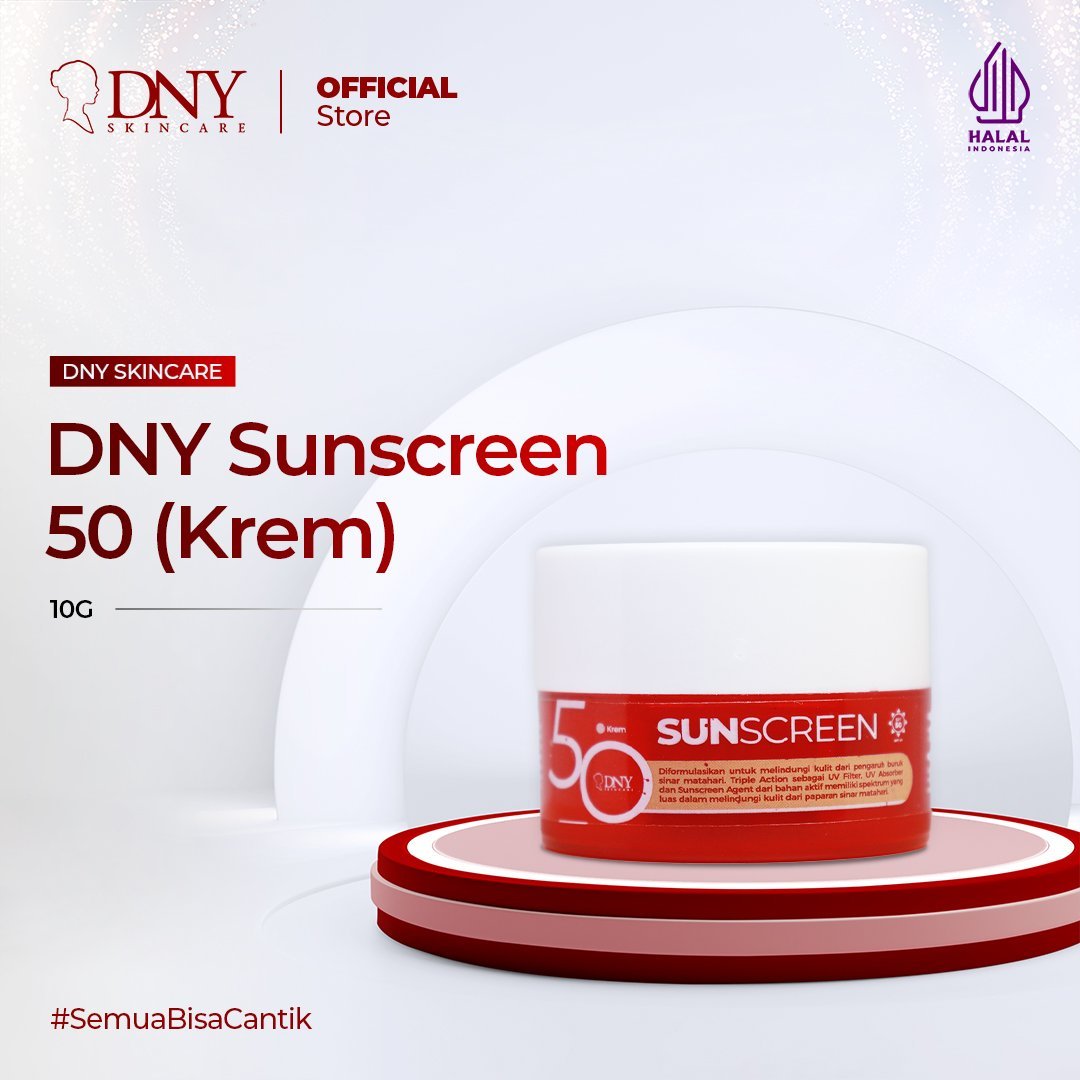 DNY
SKINCARE
OFFICIAL
Store
HALAL
INDONESIA
DNY SKINCARE
DNY Sunscreen
50 (Krem)
10G
50
Krem
SUNSCREEN
DNY
SKINCARE
Diformulasikan untuk melindungi kulit dari pengaruh buruk
sinar matahari. Triple Action sebagai UV Filter, UV Absorber
dan Sunscreen Agent dari bahan aktif memiliki spektrum yang
luas dalam melindungi kulit dari paparan sinar matahari.
#SemuaBisaCantik